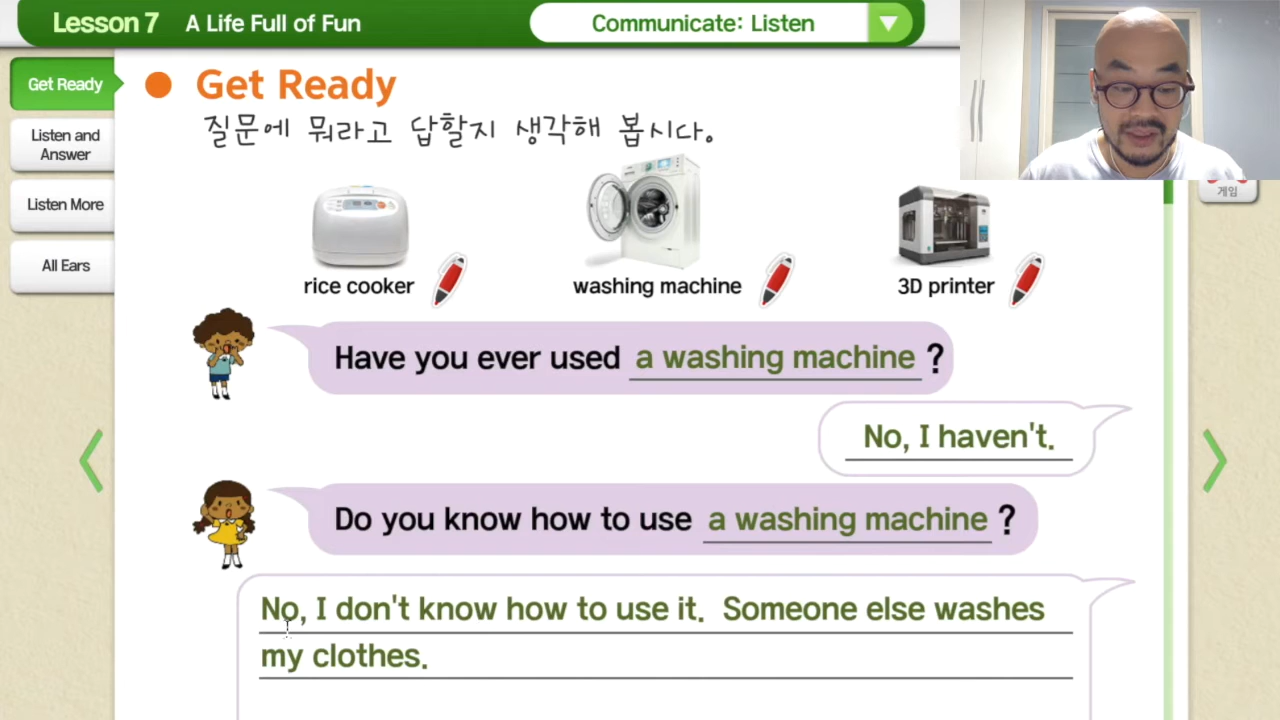 Lesson 7 A Life Full of Fun
Communicate: Listen
Get Ready
Listen and
Answer
Listen More
All Ears
Get Ready
질문에 뭐라고 답할지 생각해 봅시다.
게임
rice cooker
washing machine
3D printer
Have you ever used a washing machine ?
No, I haven't.
Do you know how to use a washing machine ?
No, I don't know how to use it. Someone else washes
my clothes.